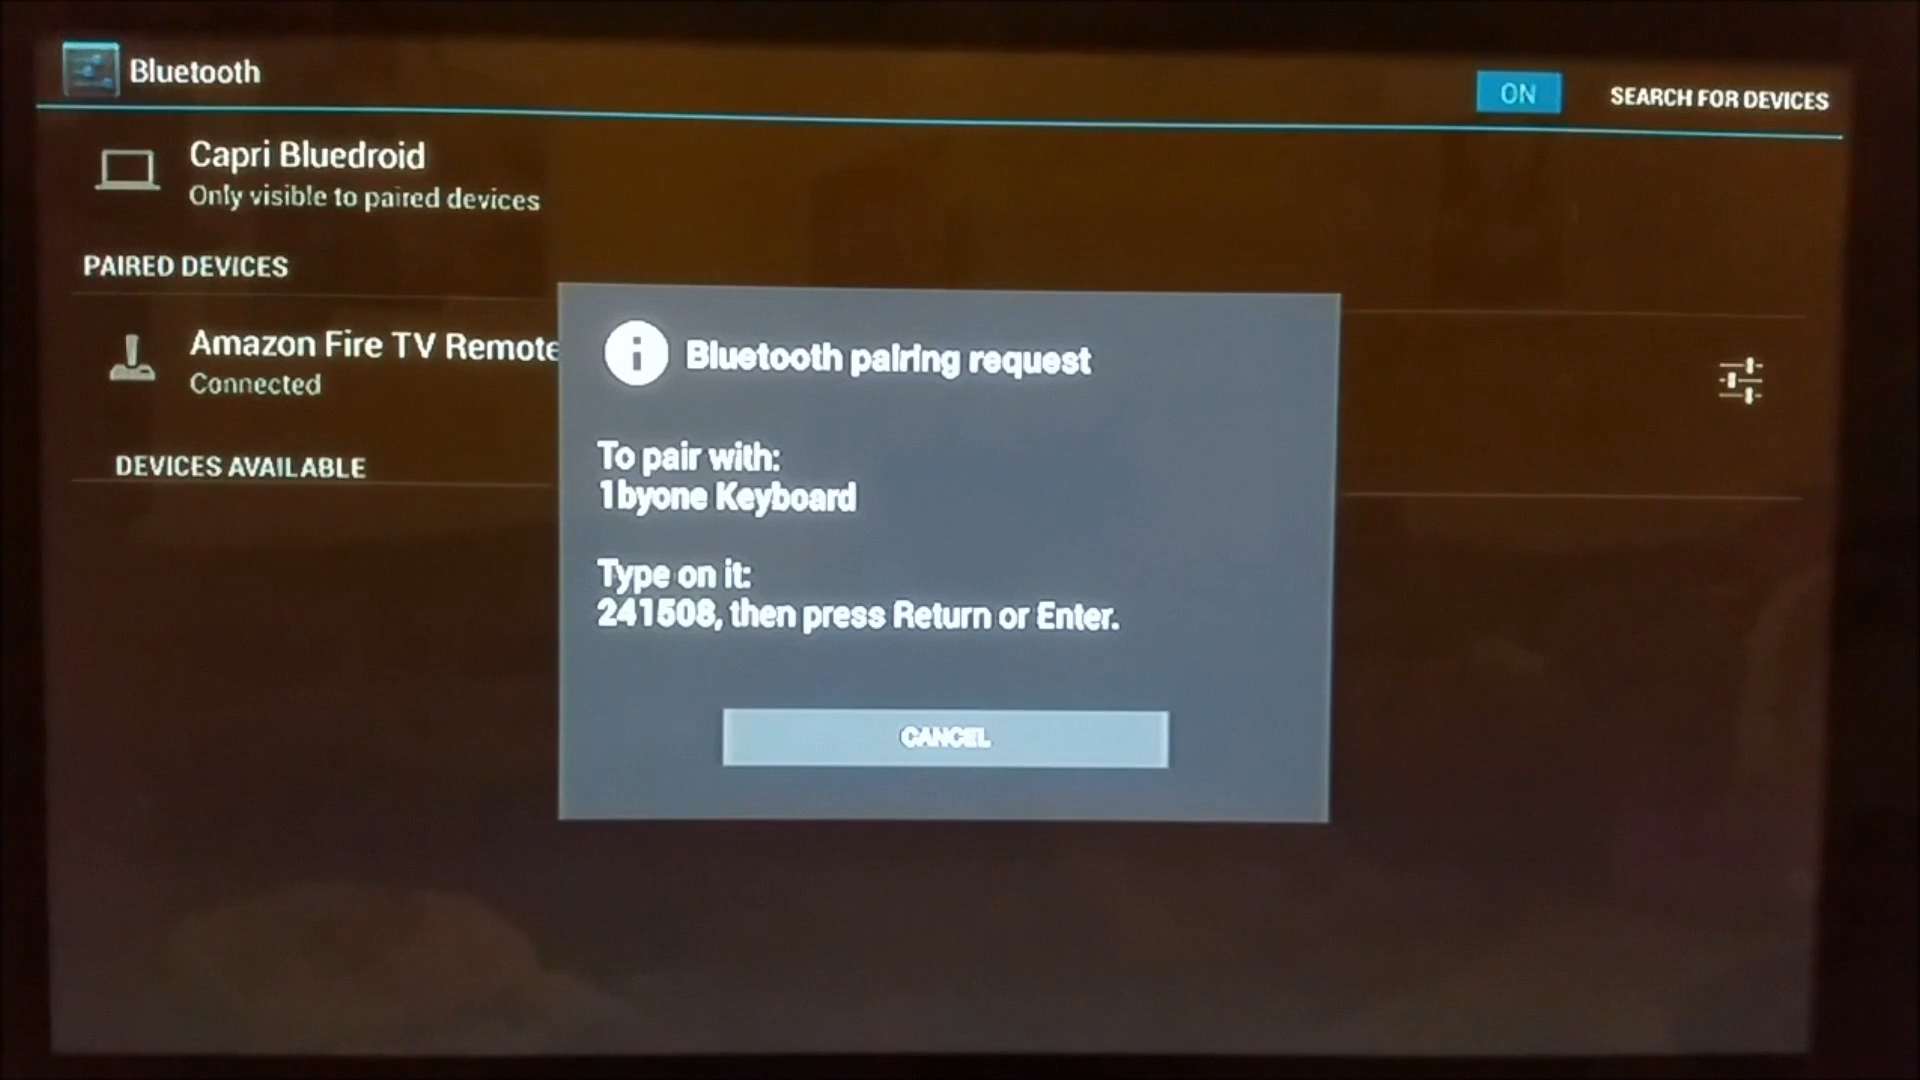 Bluetooth
ON
SEARCH FOR DEVICES
Capri Bluedroid
Only visible to paired devices
PAIRED DEVICES
Amazon Fire TV Remote
Connected
DEVICES AVAILABLE
Bluetooth pairing request
To pair with:
1byone Keyboard
Type on it:
241508, then press Return or Enter.
CANCEL